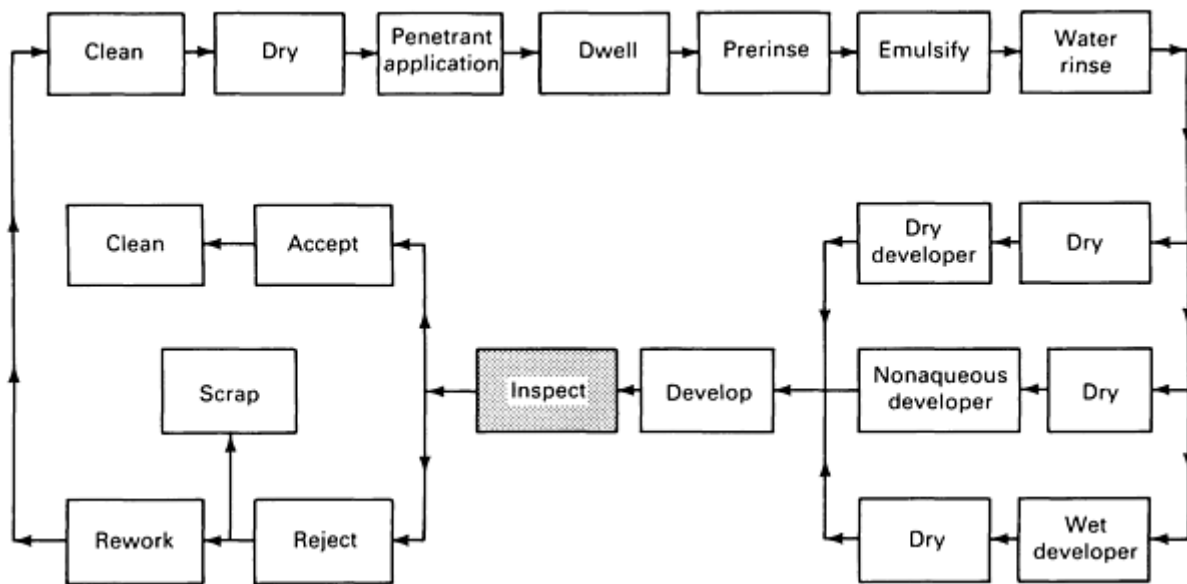 Clean
Dry
Penetrant
application
Dwell
Prerinse
Emulsify
Water
rinse
Clean
Accept
Dry
developer
Dry
Scrap
Inspect
Develop
Nonaqueous
developer
Dry
Rework
Reject
Dry
Wet
developer